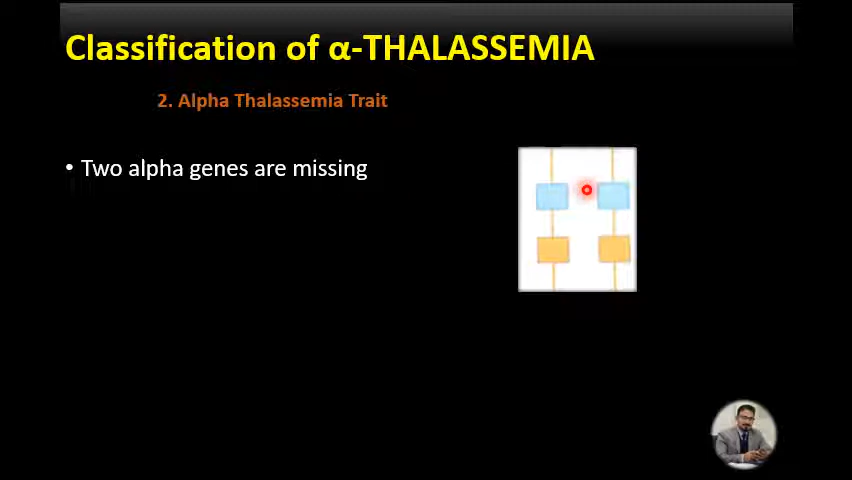 Classification of α-THALASSEMIA
2. Alpha Thalassemia Trait
• Two alpha genes are missing